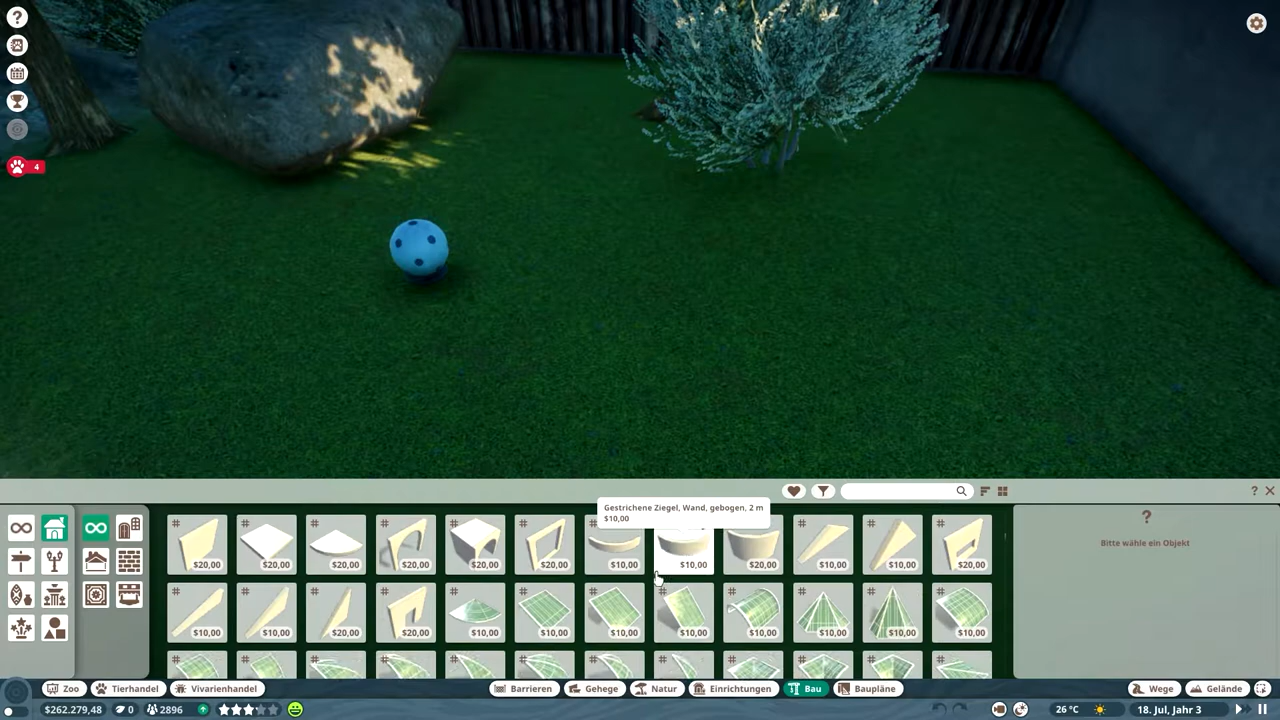 ?
4
Gestrichene Ziegel, Wand, gebogen, 2 m
$10,00
? ×
?
Bitte wähle ein Objekt
# $20,00 # $20,00 # $20,00 # $20,00 # $20,00 # $20,00 # $10,00 $10,00 # $20,00 # $10,00 # $10,00 # $20,00
# $10,00 # $10,00 # $20,00 # $20,00 # $10,00 # $10,00 # $10,00 # $10,00 # $10,00 # $10,00 # $10,00 # $10,00
# # # # # # # # # # # #
Zoo Tierhandel Vivarienhandel Barrieren Gehege Natur Einrichtungen Bau Baupläne Wege Gelände
$262.279,48 0 2896 26 °C 18. Jul, Jahr 3